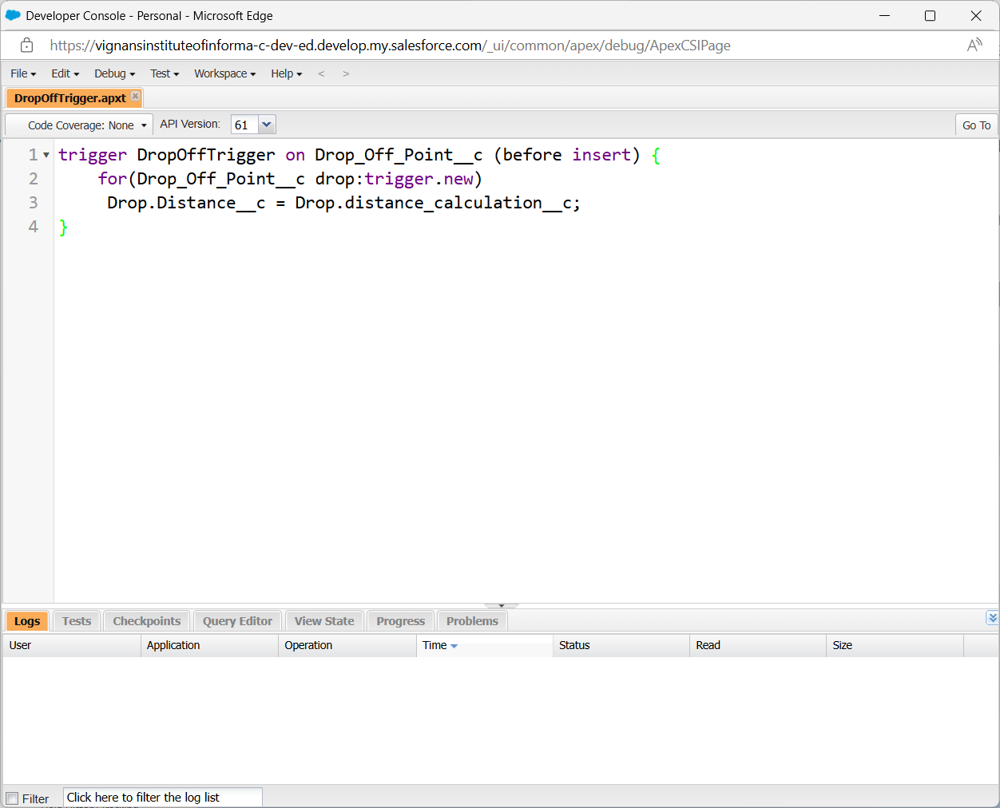 Developer Console - Personal - Microsoft Edge
https://vignansinstituteofinforma-c-dev-ed.develop.my.salesforce.com/_ui/common/apex/debug/ApexCSIPage
File Edit Debug Test Workspace Help < >
DropOffTrigger.apxt
Code Coverage: None API Version: 61 Go To
1 trigger DropOffTrigger on Drop_Off_Point__c (before insert) {
2 for(Drop_Off_Point__c drop:trigger.new)
3 Drop.Distance__c = Drop.distance_calculation__c;
4 }
Logs Tests Checkpoints Query Editor View State Progress Problems
User Application Operation Time Status Read Size
Filter Click here to filter the log list